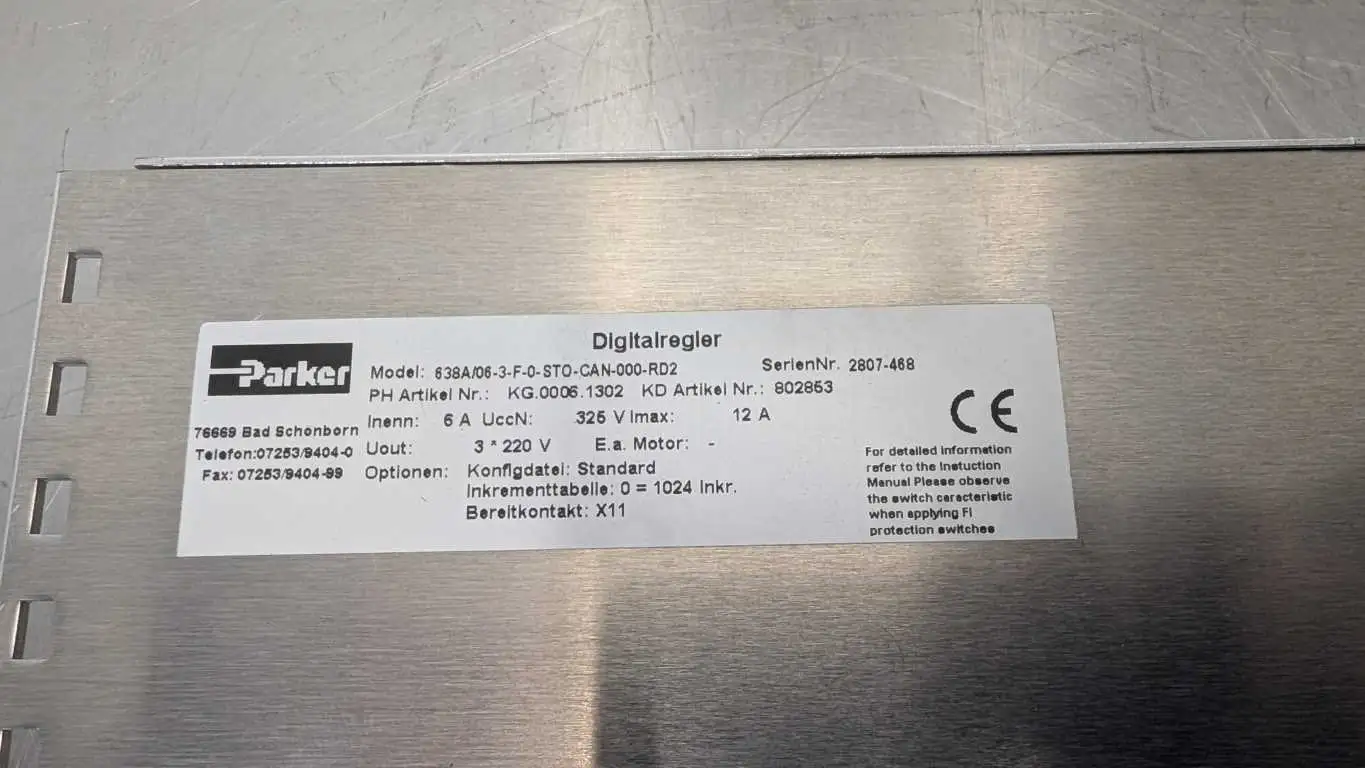 Digitalregler
Parker
Model: 638A/06-3-F-0-STO-CAN-000-RD2 SerienNr. 2807-468
PH Artikel Nr.: KG.0006.1302 KD Artikel Nr.: 802853
Inenn: 6 A UccN: 325 V Imax: 12 A
Uout: 3 * 220 V E.a. Motor: -
Optionen: Konfigdatei: Standard
Inkrementtabelle: 0 = 1024 Inkr.
Bereitkontakt: X11
76669 Bad Schönborn
Telefon:07253/9404-0
Fax: 07253/9404-99
CE
For detailed information
refer to the Instuction
Manual Please observe
the switch caracteristic
when applying FI
protection switches